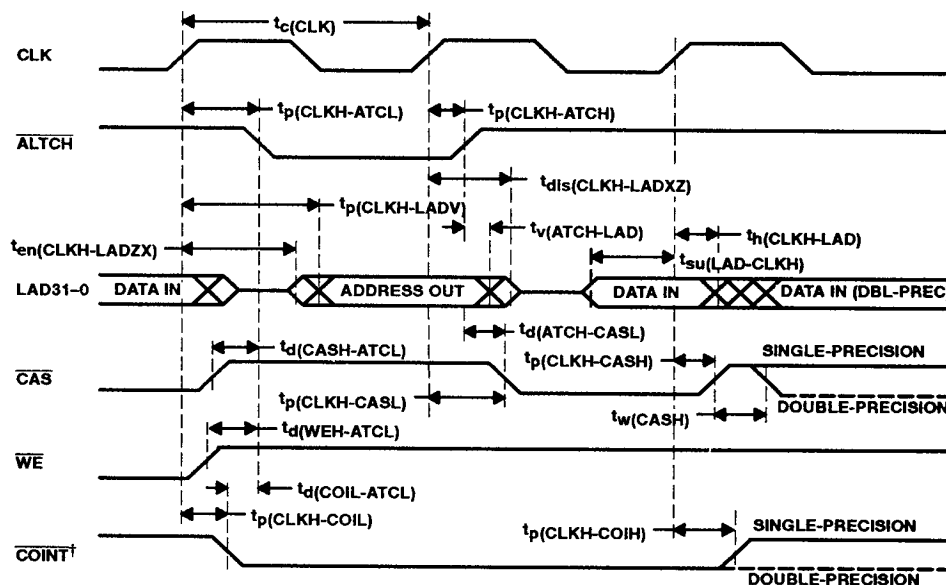 tc(CLK)
CLK
tp(CLKH-ATCL)
tp(CLKH-ATCH)
ALTCH
tdis(CLKH-LADXZ)
tp(CLKH-LADV)
tv(ATCH-LAD)
th(CLKH-LAD)
ten(CLKH-LADZX)
tsu(LAD-CLKH)
LAD31–0 DATA IN ADDRESS OUT DATA IN DATA IN (DBL-PREC
td(ATCH-CASL)
td(CASH-ATCL)
tp(CLKH-CASH)
SINGLE-PRECISION
CAS
tp(CLKH-CASL)
DOUBLE-PRECISION
tw(CASH)
td(WEH-ATCL)
WE
td(COIL-ATCL)
tp(CLKH-COIL)
tp(CLKH-COIH)
SINGLE-PRECISION
COINT†
DOUBLE-PRECISION